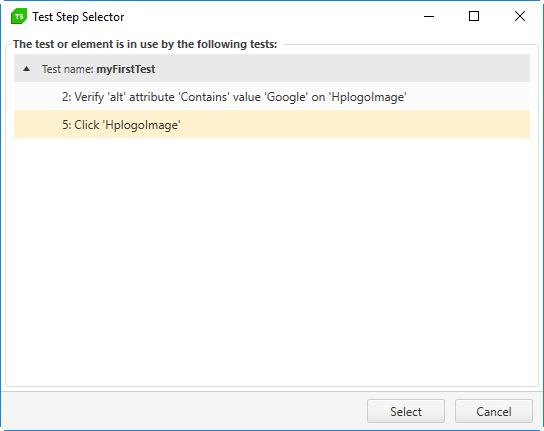 TS Test Step Selector
The test or element is in use by the following tests:
Test name: myFirstTest
2: Verify 'alt' attribute 'Contains' value 'Google' on 'HplogoImage'
5: Click 'HplogoImage'
Select Cancel